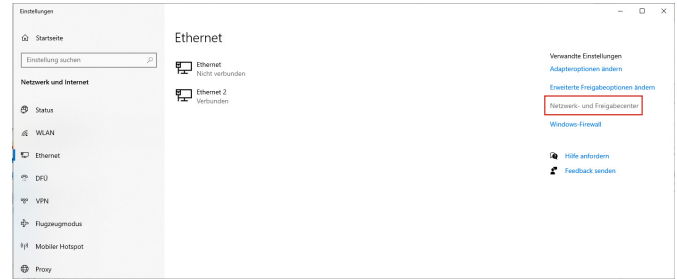 Einstellungen
Startseite
Einstellung suchen
Netzwerk und Internet
Status
WLAN
Ethernet
DFÜ
VPN
Flugzeugmodus
Mobiler Hotspot
Proxy
Ethernet
Ethernet
Nicht verbunden
Ethernet 2
Verbunden
Verwandte Einstellungen
Adapteroptionen ändern
Erweiterte Freigabeoptionen ändern
Netzwerk- und Freigabecenter
Windows-Firewall
Hilfe anfordern
Feedback senden